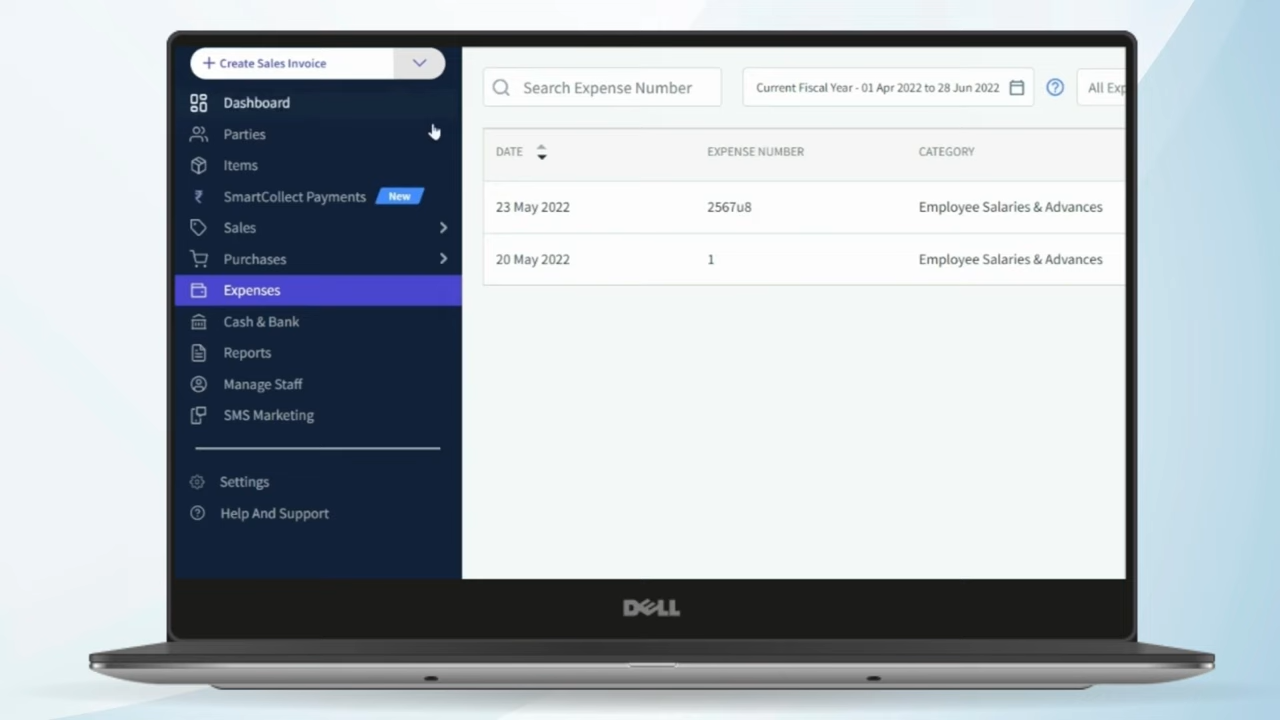 + Create Sales Invoice
Dashboard
Parties
Items
₹ SmartCollect Payments New
Sales
Purchases
Expenses
Cash & Bank
Reports
Manage Staff
SMS Marketing
Settings
Help And Support
Search Expense Number
Current Fiscal Year - 01 Apr 2022 to 28 Jun 2022
?
All Exp
DATE EXPENSE NUMBER CATEGORY
23 May 2022 2567u8 Employee Salaries & Advances
20 May 2022 1 Employee Salaries & Advances
DELL